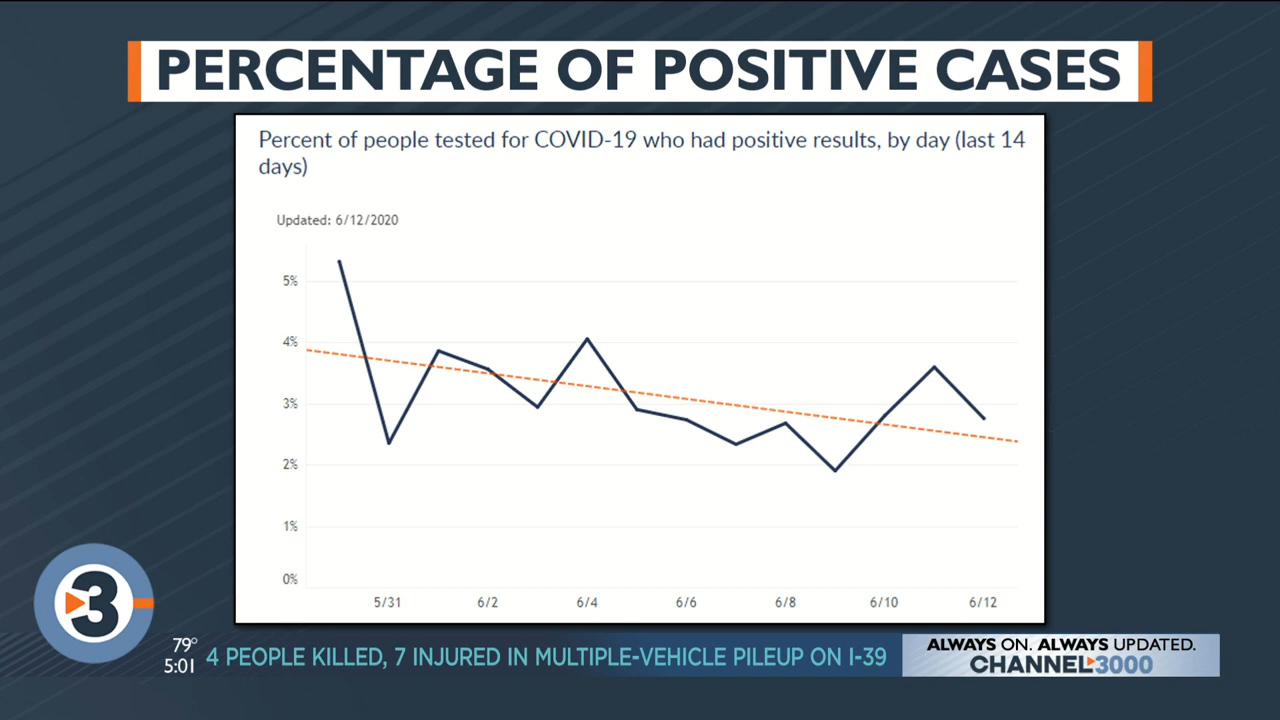 PERCENTAGE OF POSITIVE CASES
Percent of people tested for COVID-19 who had positive results, by day (last 14
days)
Updated: 6/12/2020
5%
4%
3%
2%
1%
0%
5/31 6/2 6/4 6/6 6/8 6/10 6/12
3
79°
5:01
4 PEOPLE KILLED, 7 INJURED IN MULTIPLE-VEHICLE PILEUP ON I-39
ALWAYS ON. ALWAYS UPDATED.
CHANNEL3000